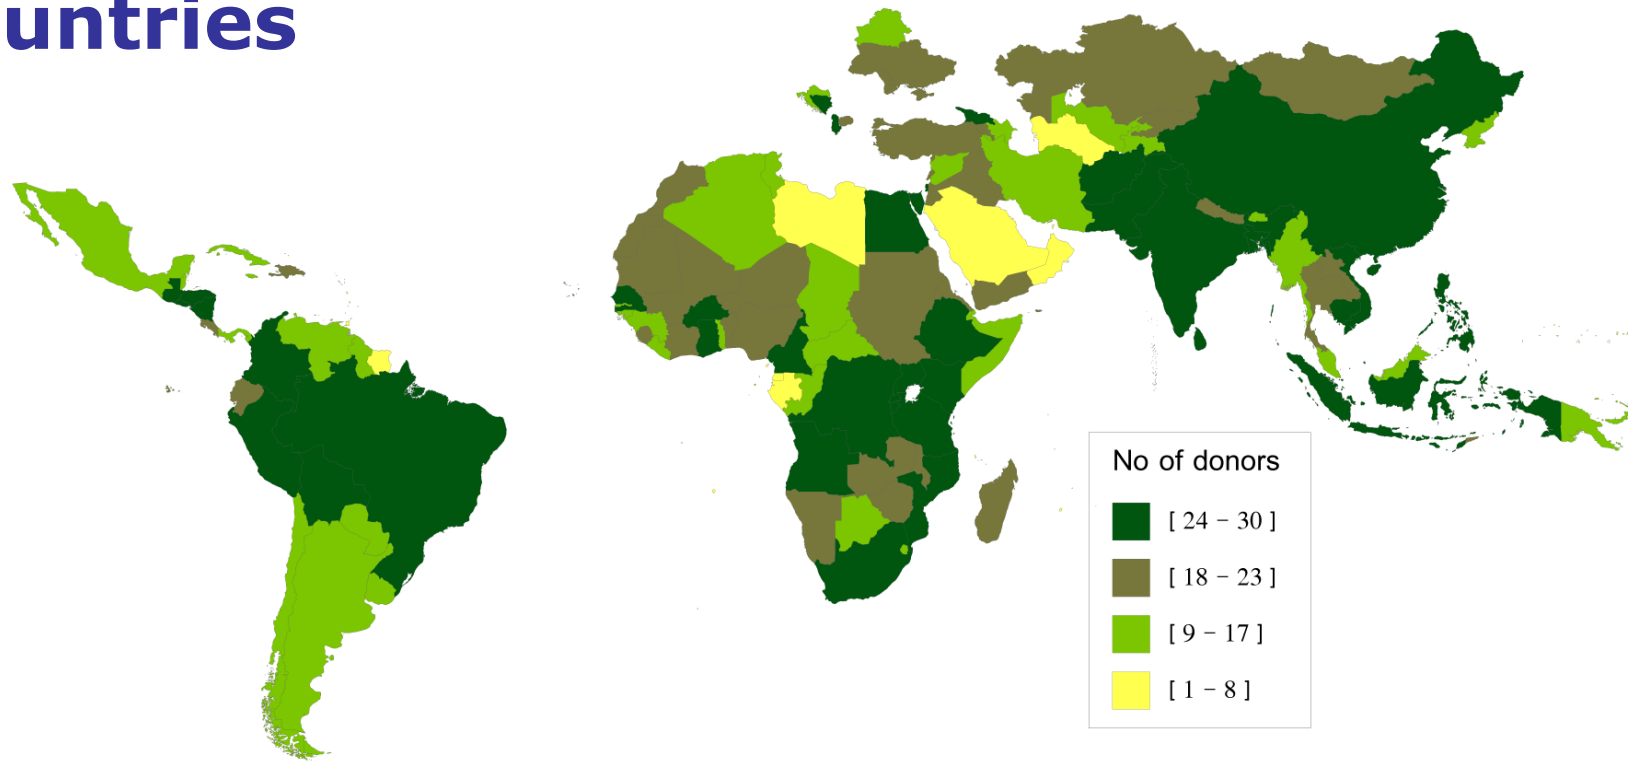 untries
No of donors
[ 24 – 30 ]
[ 18 – 23 ]
[ 9 – 17 ]
[ 1 – 8 ]